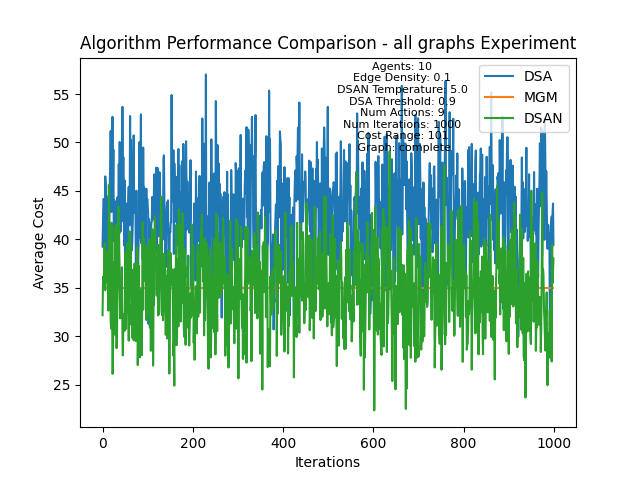 Algorithm Performance Comparison - all graphs Experiment
Agents: 10
Edge Density: 0.1
DSAN Temperature: 5.0
DSA Threshold: 0.9
Num Actions: 9
Num Iterations: 1000
Cost Range: 101
Graph: complete
DSA
MGM
DSAN
Average Cost
55
50
45
40
35
30
25
0
200
400
600
800
1000
Iterations